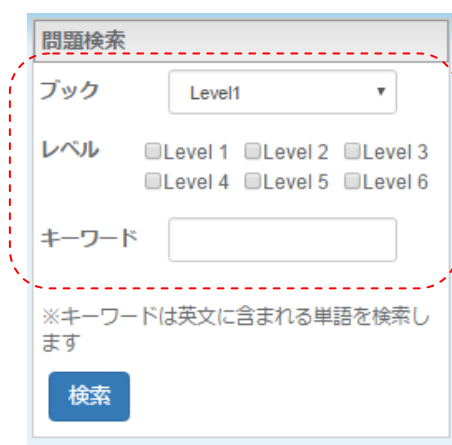 問題検索
ブック Level1
レベル Level 1 Level 2 Level 3
Level 4 Level 5 Level 6
キーワード
※キーワードは英文に含まれる単語を検索し
ます
検索